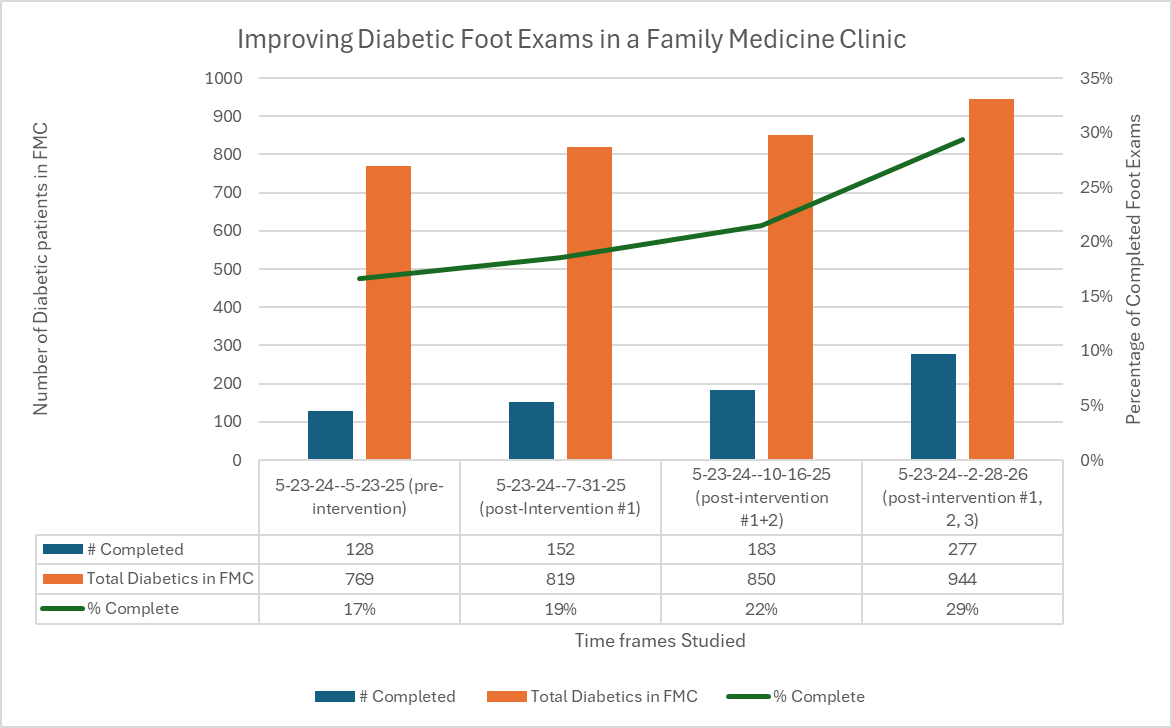 Improving Diabetic Foot Exams in a Family Medicine Clinic
Number of Diabetic patients in FMC
1000
900
800
700
600
500
400
300
200
100
0
35%
30%
25%
20%
15%
10%
5%
0%
Percentage of Completed Foot Exams
5-23-24--5-23-25 (pre-
intervention)
5-23-24--7-31-25
(post-Intervention #1)
5-23-24--10-16-25
(post-intervention
#1+2)
5-23-24--2-28-26
(post-intervention #1,
2, 3)
# Completed 128 152 183 277
Total Diabetics in FMC 769 819 850 944
% Complete 17% 19% 22% 29%
Time frames Studied
# Completed Total Diabetics in FMC % Complete